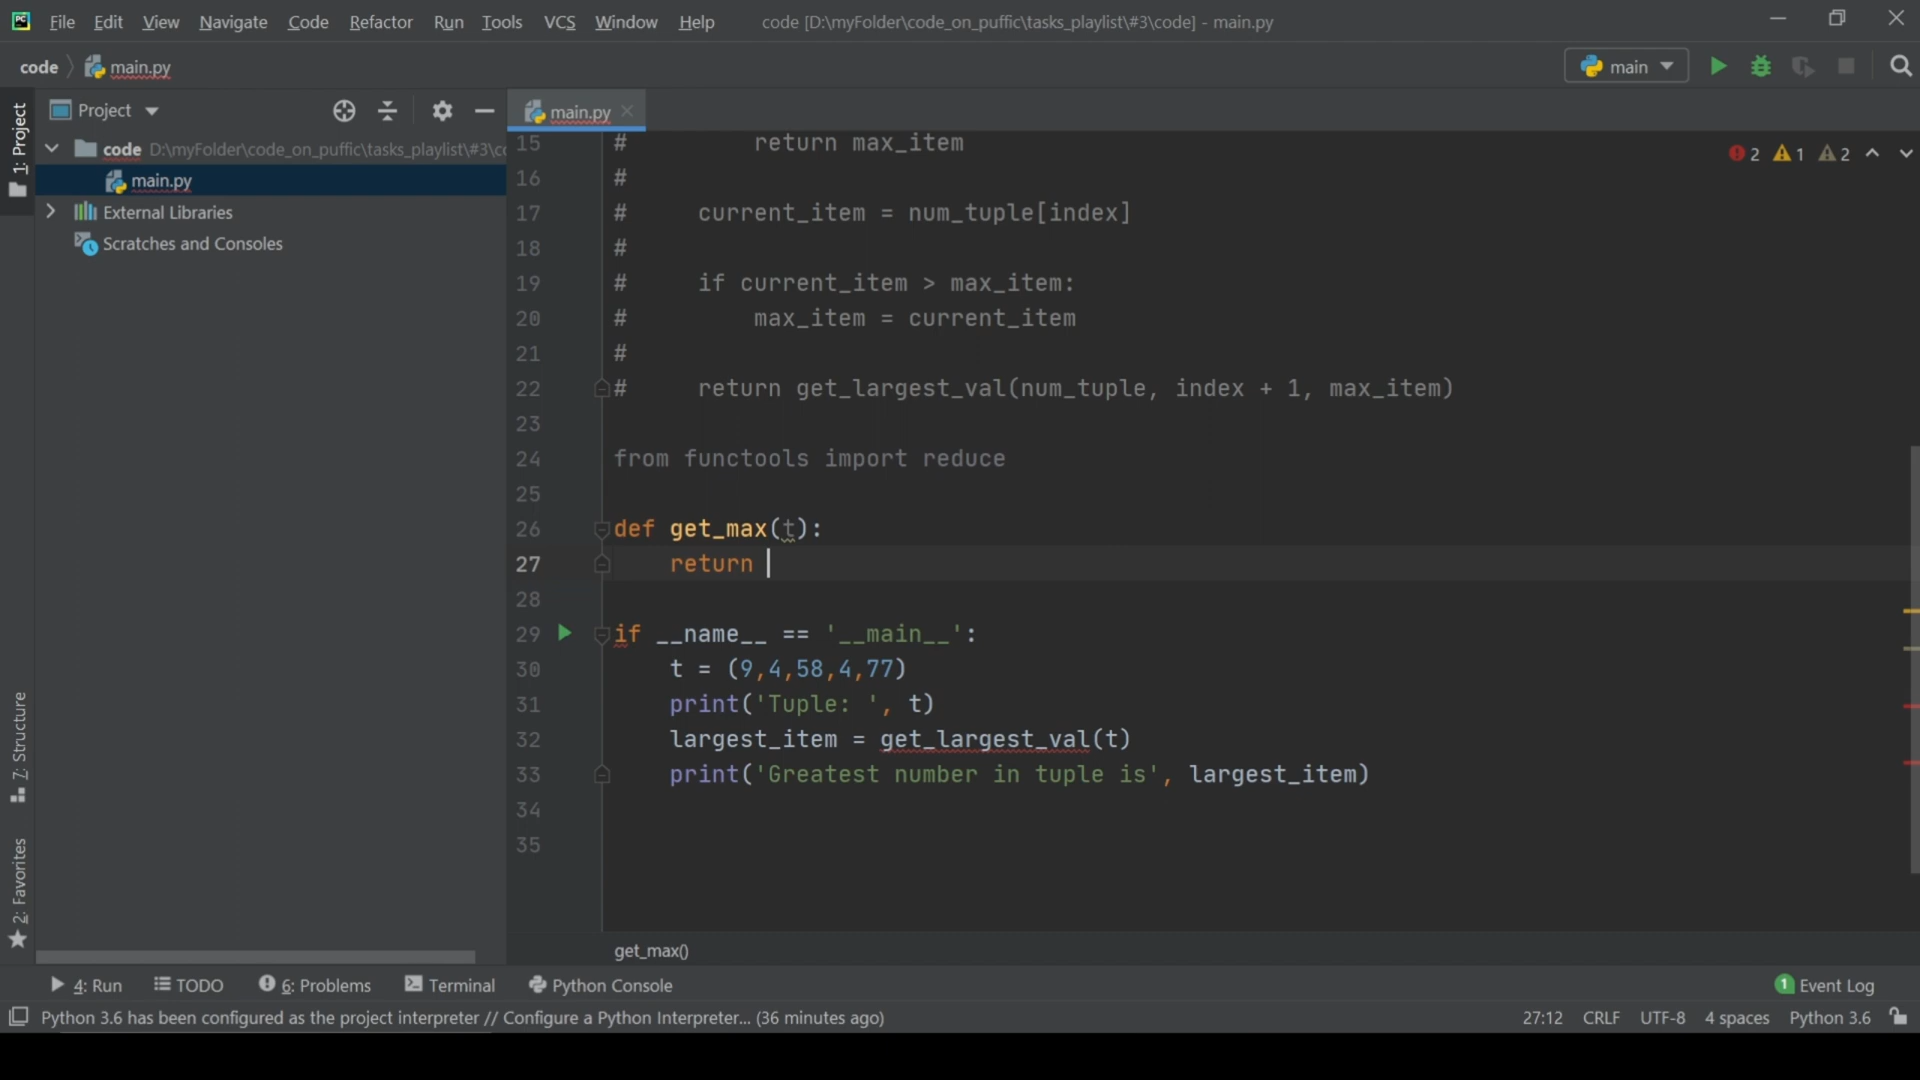 File Edit View Navigate Code Refactor Run Tools VCS Window Help code [D:\myFolder\code_on_puffic\tasks_playlist\#3\code] - main.py
code main.py main
1: Project
Project
code D:\myFolder\code_on_puffic\tasks_playlist\#3\co
main.py
External Libraries
Scratches and Consoles
7: Structure
2: Favorites
main.py
2 1 2
15 # return max_item
16 #
17 # current_item = num_tuple[index]
18 #
19 # if current_item > max_item:
20 # max_item = current_item
21 #
22 # return get_largest_val(num_tuple, index + 1, max_item)
23
24 from functools import reduce
25
26 def get_max(t):
27 return
28
29 if __name__ == '__main__':
30 t = (9,4,58,4,77)
31 print('Tuple: ', t)
32 largest_item = get_largest_val(t)
33 print('Greatest number in tuple is', largest_item)
34
35
get_max()
4: Run TODO 6: Problems Terminal Python Console 1 Event Log
Python 3.6 has been configured as the project interpreter // Configure a Python Interpreter... (36 minutes ago) 27:12 CRLF UTF-8 4 spaces Python 3.6